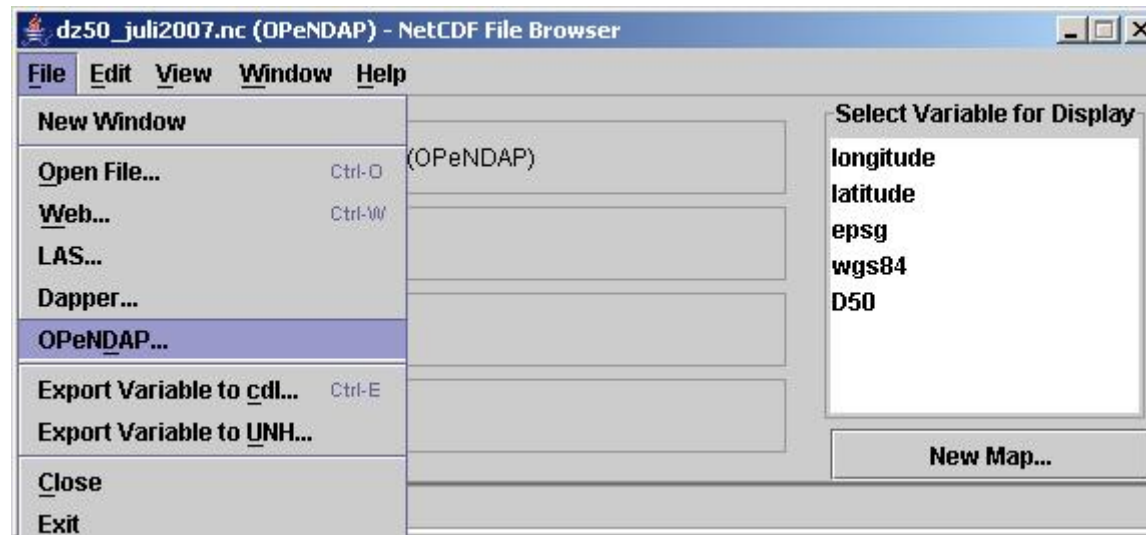 dz50_juli2007.nc (OPeNDAP) - NetCDF File Browser
File Edit View Window Help
New Window
Open File... Ctrl-O
Web... Ctrl-W
LAS...
Dapper...
OPeNDAP...
Export Variable to cdl... Ctrl-E
Export Variable to UNH...
Close
Exit
(OPeNDAP)
Select Variable for Display
longitude
latitude
epsg
wgs84
D50
New Map...